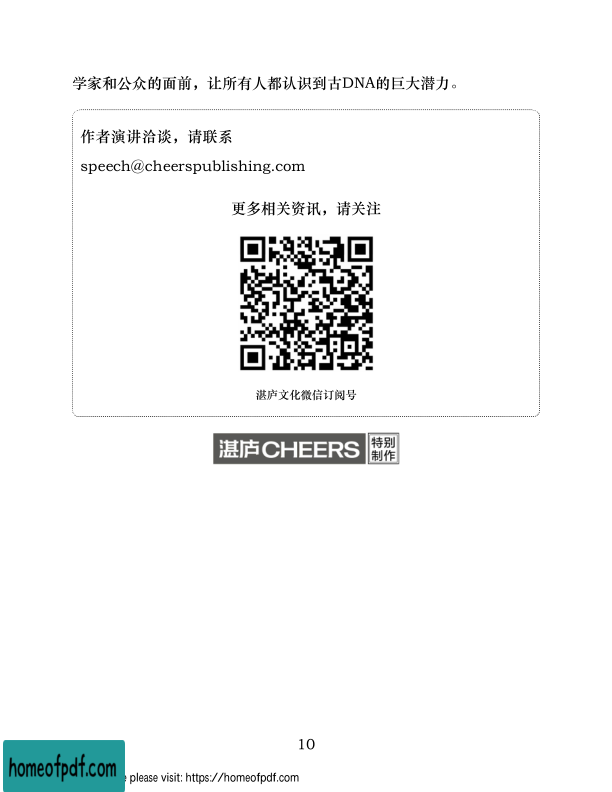 学家和公众的面前，让所有人都认识到古DNA的巨大潜力。
作者演讲洽谈，请联系
speech@cheerspublishing.com
更多相关资讯，请关注
湛庐文化微信订阅号
湛庐CHEERS 特别
制作
10
homeofpdf.com
please visit: https://homeofpdf.com